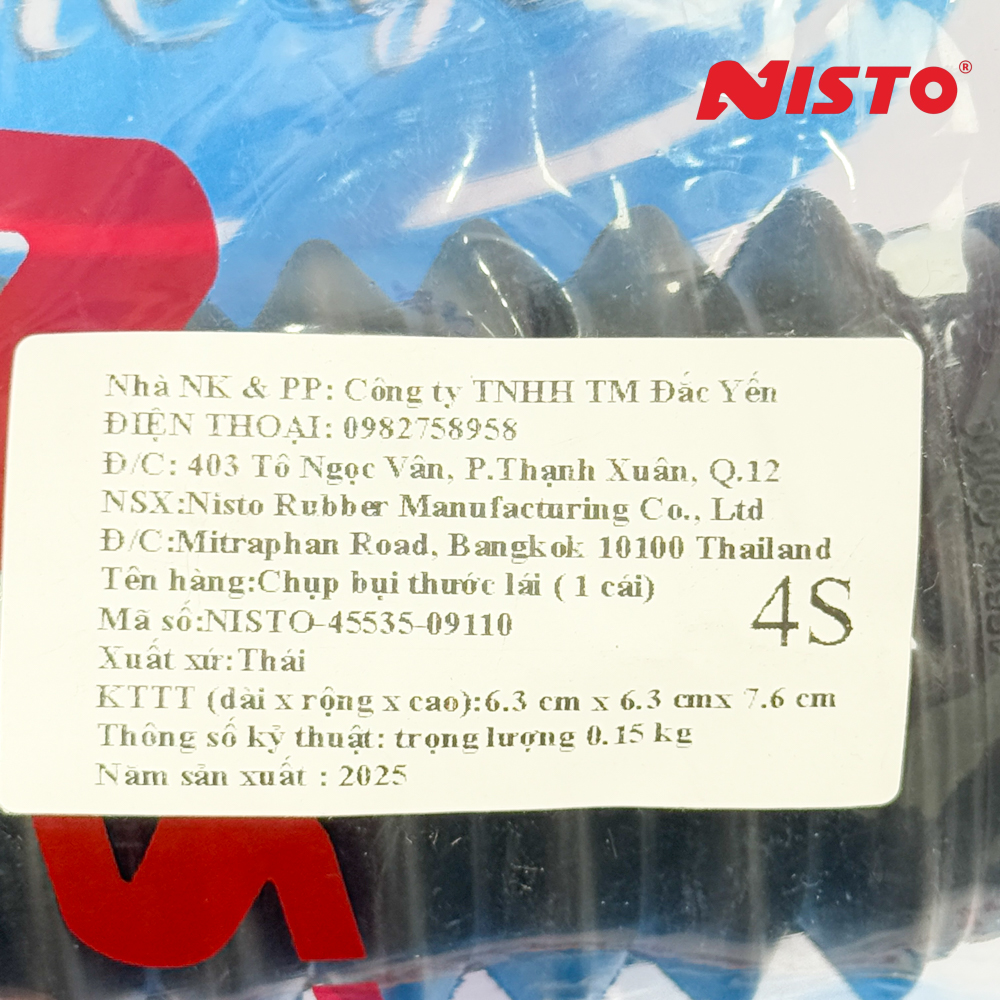 NISTO®
Nhà NK & PP: Công ty TNHH TM Đắc Yến
ĐIỆN THOẠI: 0982758958
Đ/C: 403 Tô Ngọc Vân, P.Thạnh Xuân, Q.12
NSX:Nisto Rubber Manufacturing Co., Ltd
Đ/C:Mitraphan Road, Bangkok 10100 Thailand
Tên hàng:Chụp bụi thước lái ( 1 cái)
Mã số:NISTO-45535-09110
4S
Xuất xứ:Thái
KTTT (dài x rộng x cao):6.3 cm x 6.3 cmx 7.6 cm
Thông số kỷ thuật: trọng lượng 0.15 kg
Năm sản xuất : 2025